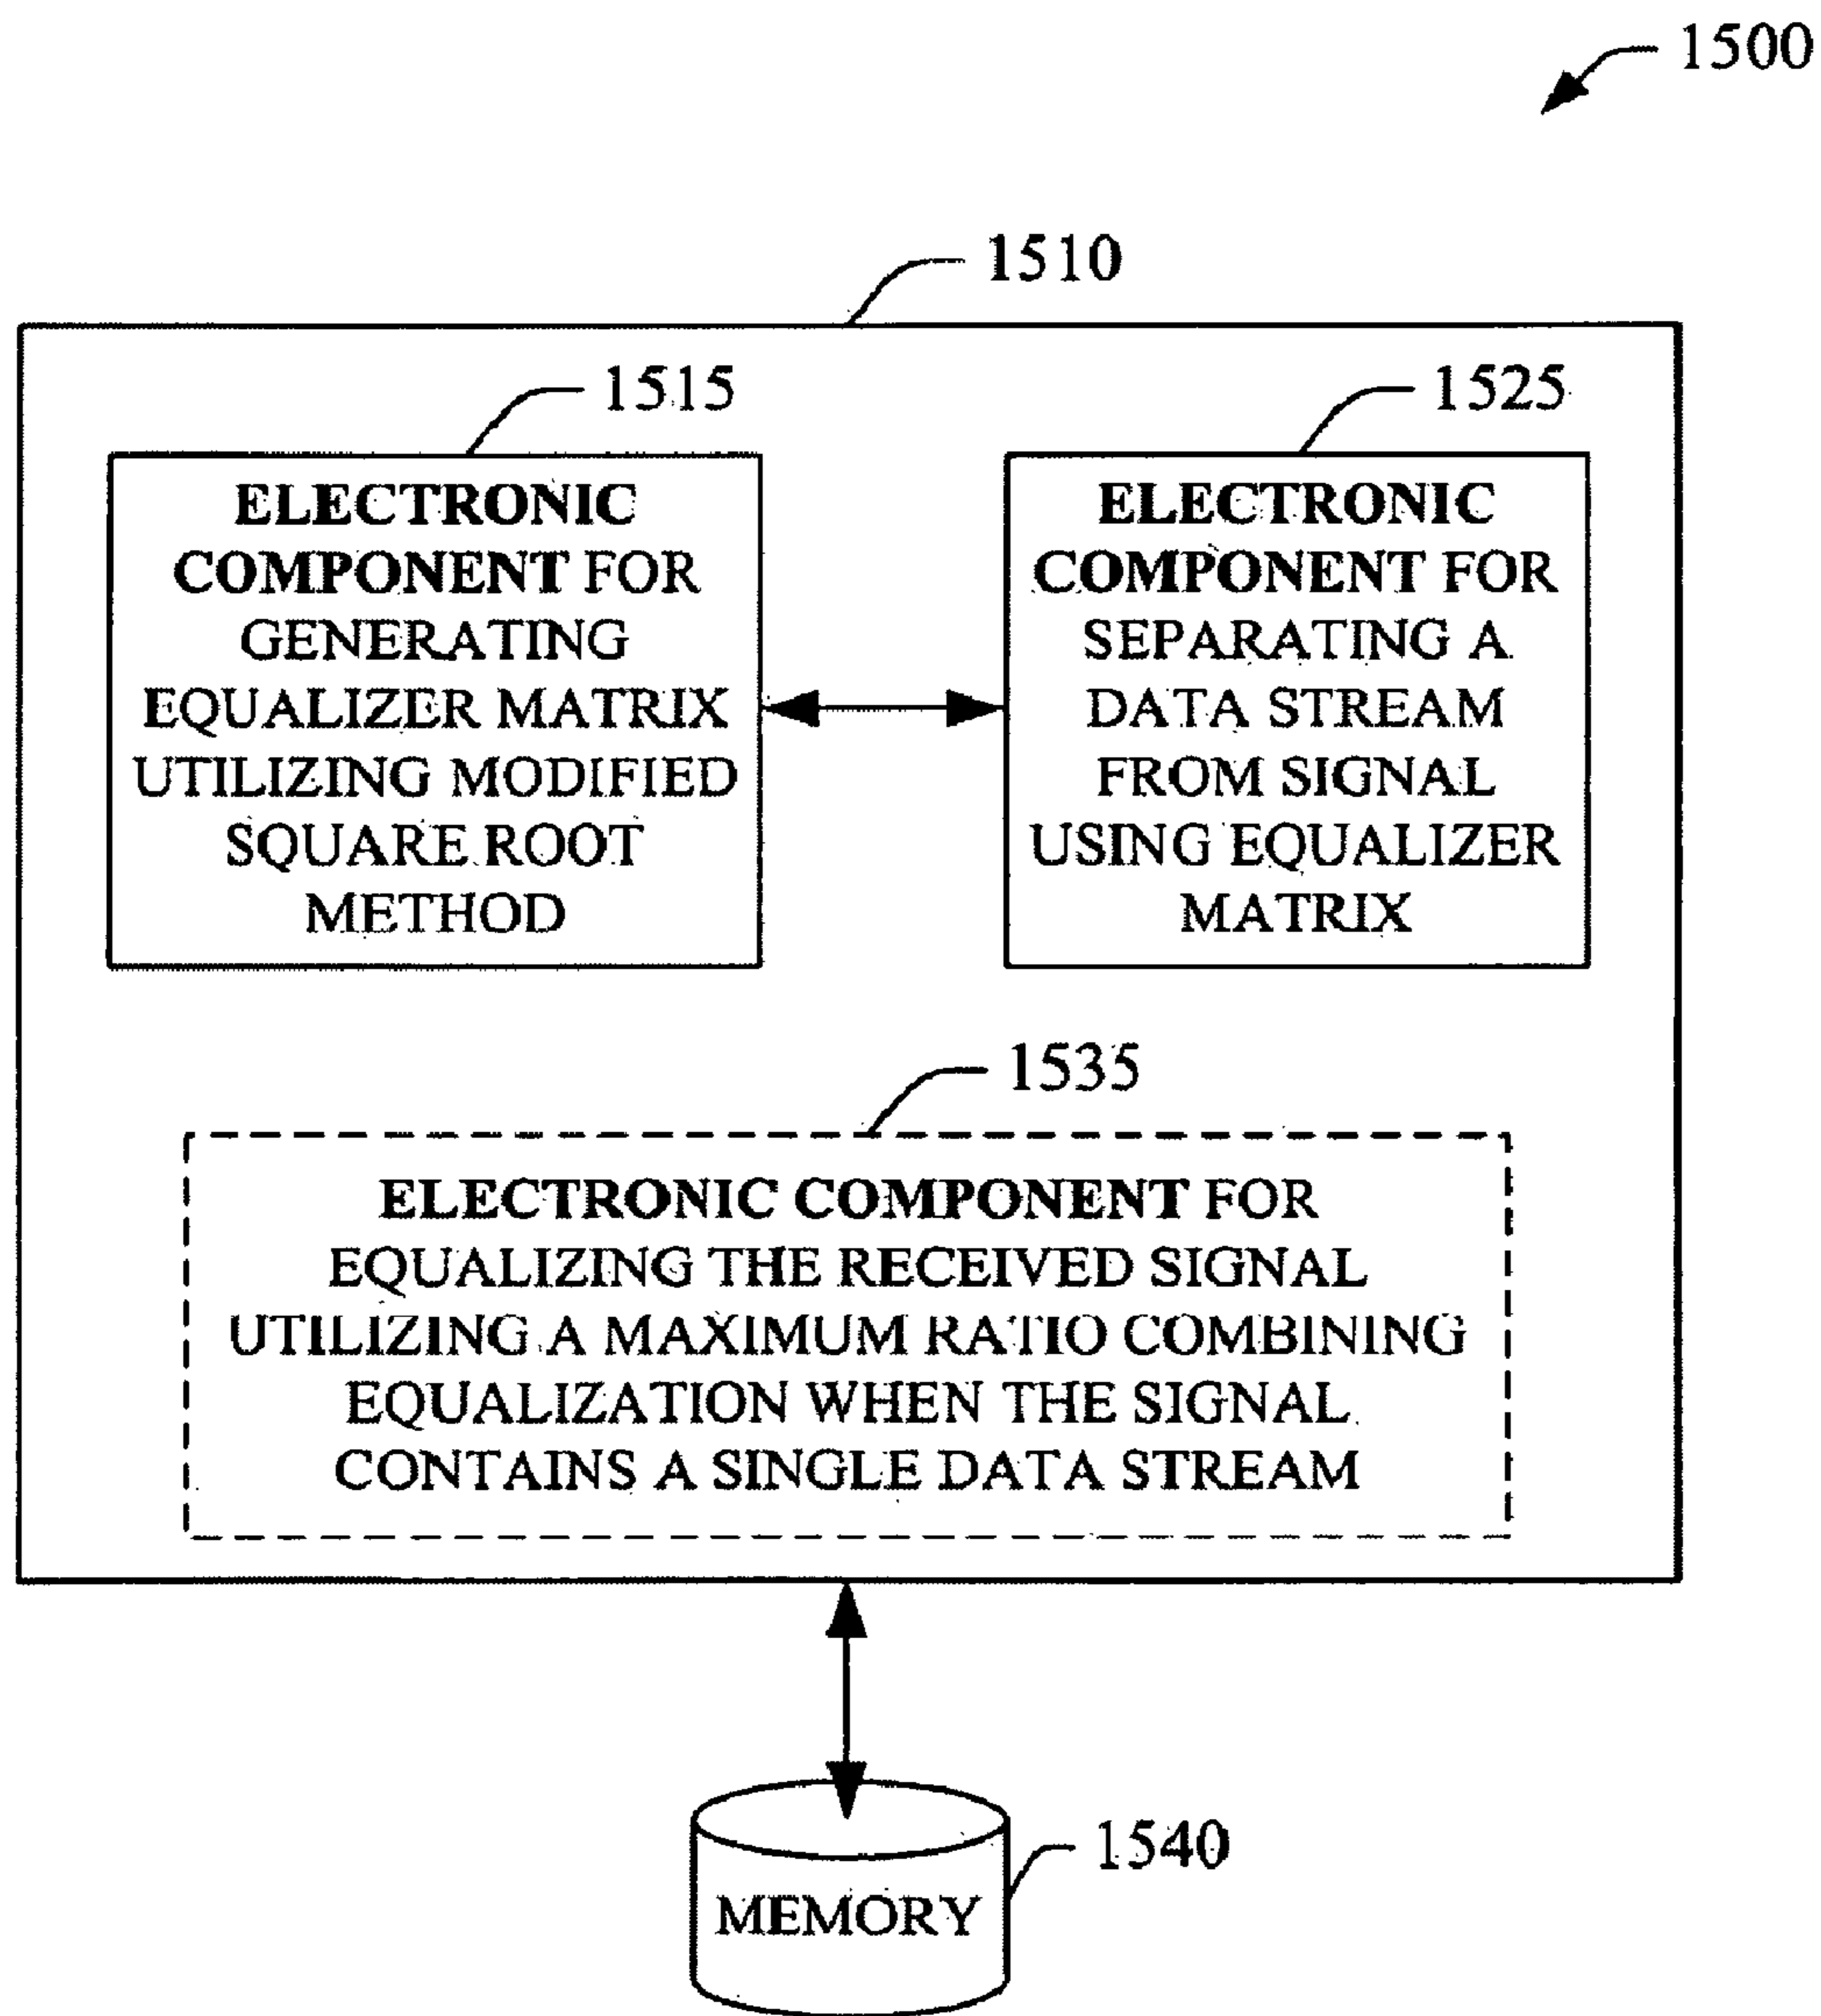 1500
1510
1515
ELECTRONIC
COMPONENT FOR
GENERATING
EQUALIZER MATRIX
UTILIZING MODIFIED
SQUARE ROOT
METHOD
1525
ELECTRONIC
COMPONENT FOR
SEPARATING A
DATA STREAM
FROM SIGNAL
USING EQUALIZER
MATRIX
1535
ELECTRONIC COMPONENT FOR
EQUALIZING THE RECEIVED SIGNAL
UTILIZING A MAXIMUM RATIO COMBINING
EQUALIZATION WHEN THE SIGNAL
CONTAINS A SINGLE DATA STREAM
1540
MEMORY